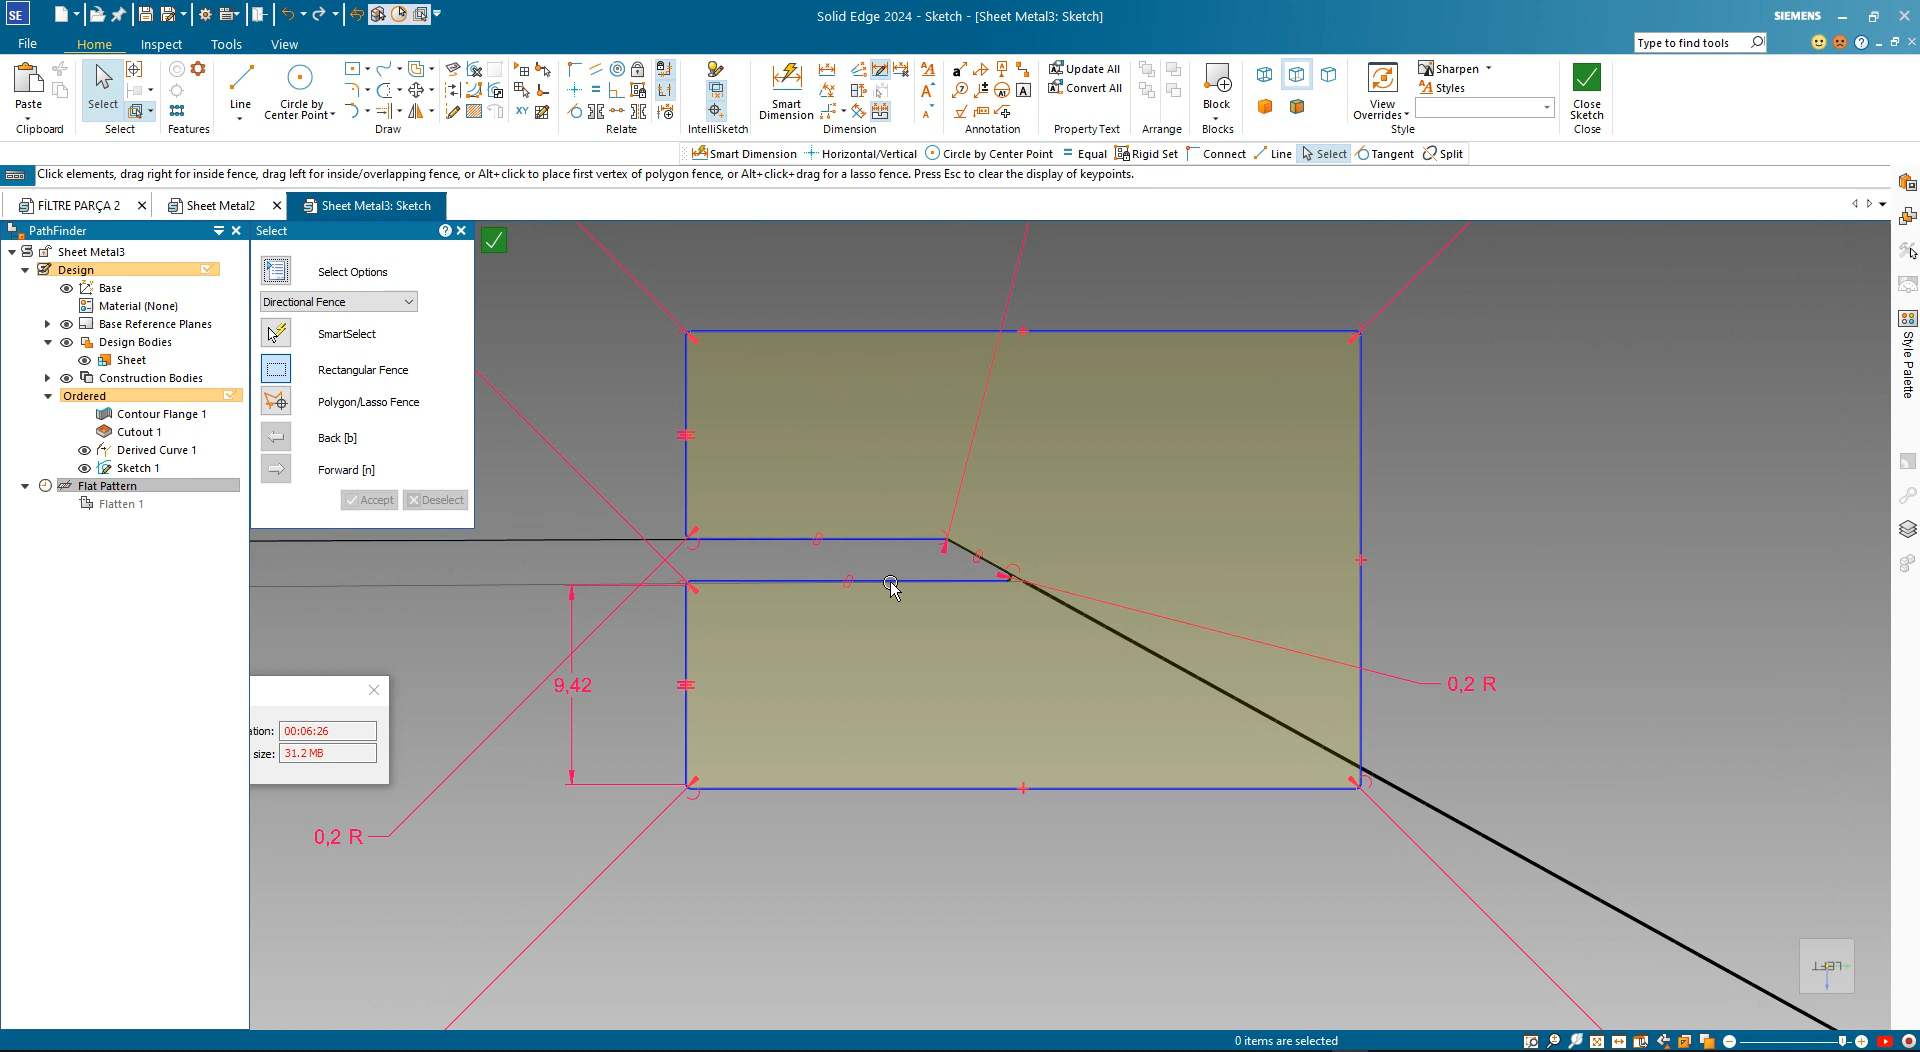 SE
Solid Edge 2024 - Sketch - [Sheet Metal3: Sketch]
SIEMENS
File
Home
Inspect
Tools
View
Type to find tools
Paste
Clipboard
Select
Select
Features
Line
Circle by
Center Point
Draw
Relate
IntelliSketch
Smart
Dimension
Dimension
Annotation
Update All
Convert All
PropertyText
Arrange
Block
Blocks
View
Overrides
Sharpen
Styles
Style
Close
Sketch
Close
Smart Dimension
Horizontal/Vertical
Circle by Center Point
Equal
Rigid Set
Connect
Line
Select
Tangent
Split
Click elements, drag right for inside fence, drag left for inside/overlapping fence, or Alt+click to place first vertex of polygon fence, or Alt+click+drag for a lasso fence. Press Esc to clear the display of keypoints.
FİLTRE PARÇA 2
Sheet Metal2
Sheet Metal3: Sketch
PathFinder
Sheet Metal3
Design
Base
Material (None)
Base Reference Planes
Design Bodies
Sheet
Construction Bodies
Ordered
Contour Flange 1
Cutout 1
Derived Curve 1
Sketch 1
Flat Pattern
Flatten 1
Select
Select Options
Directional Fence
SmartSelect
Rectangular Fence
Polygon/Lasso Fence
Back [b]
Forward [n]
Accept
Deselect
ation: 00:06:26
size: 31.2 MB
9,42
0,2 R
0,2 R
LEFT
Style Palette
0 items are selected